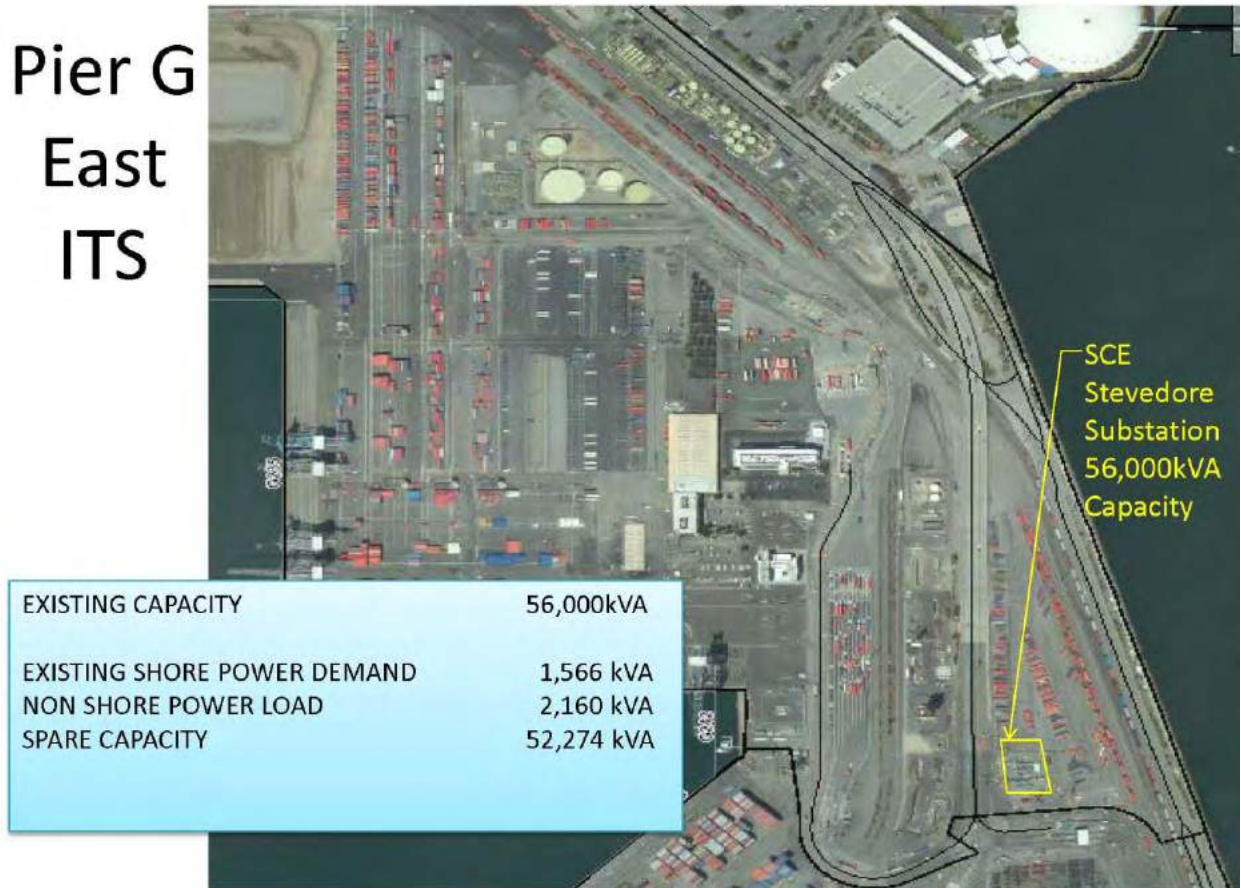 Pier G
East
ITS
SCE
Stevedore
Substation
56,000kVA
Capacity
EXISTING CAPACITY 56,000kVA
EXISTING SHORE POWER DEMAND 1,566 kVA
NON SHORE POWER LOAD 2,160 kVA
SPARE CAPACITY 52,274 kVA